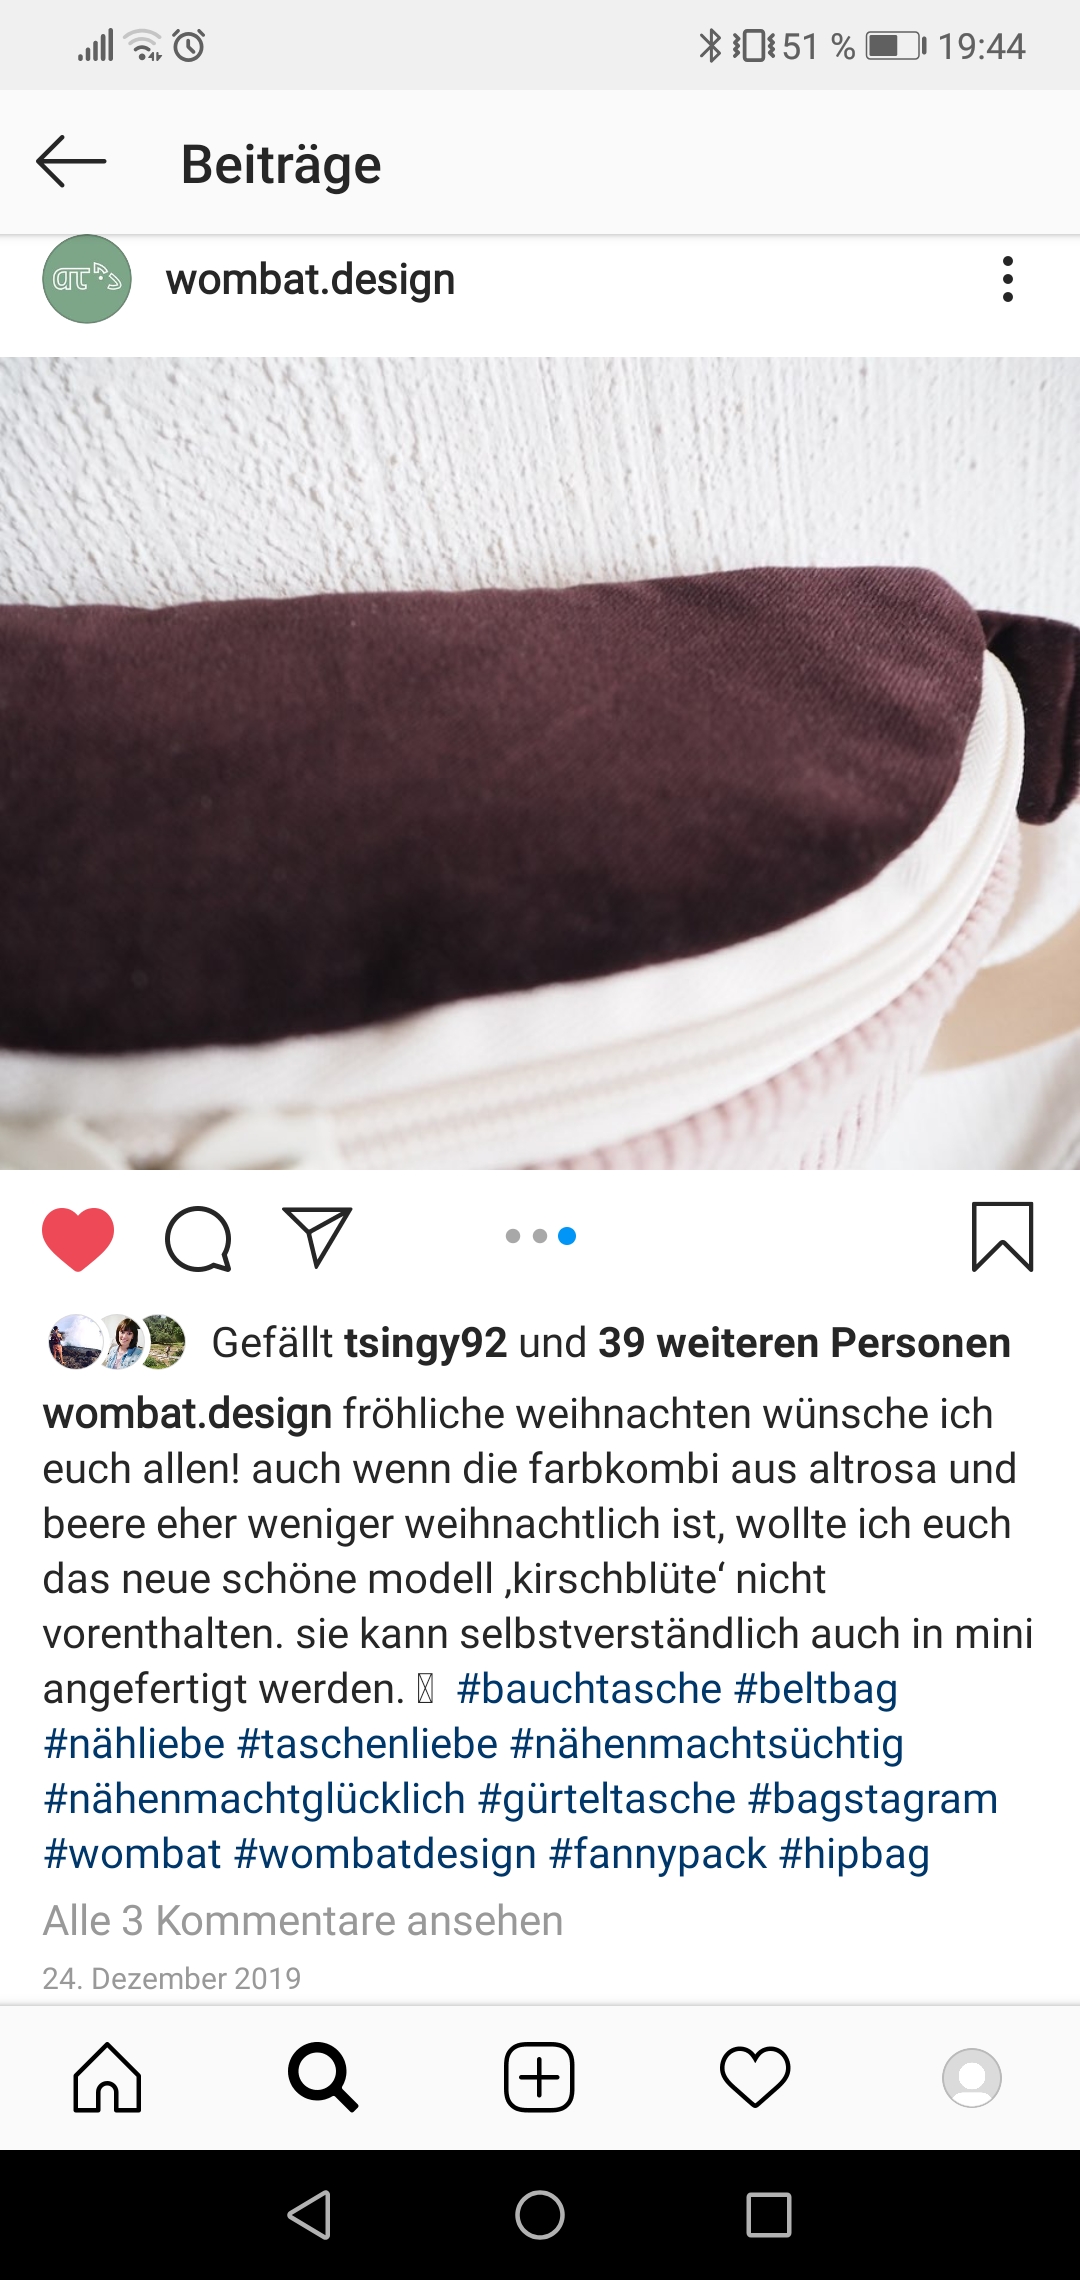 51 % 19:44
Beiträge
wombat.design
Gefällt tsingy92 und 39 weiteren Personen
wombat.design fröhliche weihnachten wünsche ich
euch allen! auch wenn die farbkombi aus altrosa und
beere eher weniger weihnachtlich ist, wollte ich euch
das neue schöne modell ‚kirschblüte‘ nicht
vorenthalten. sie kann selbstverständlich auch in mini
angefertigt werden. #bauchtasche #beltbag
#nähliebe #taschenliebe #nähenmachtsüchtig
#nähenmachtglücklich #gürteltasche #bagstagram
#wombat #wombatdesign #fannypack #hipbag
Alle 3 Kommentare ansehen
24. Dezember 2019